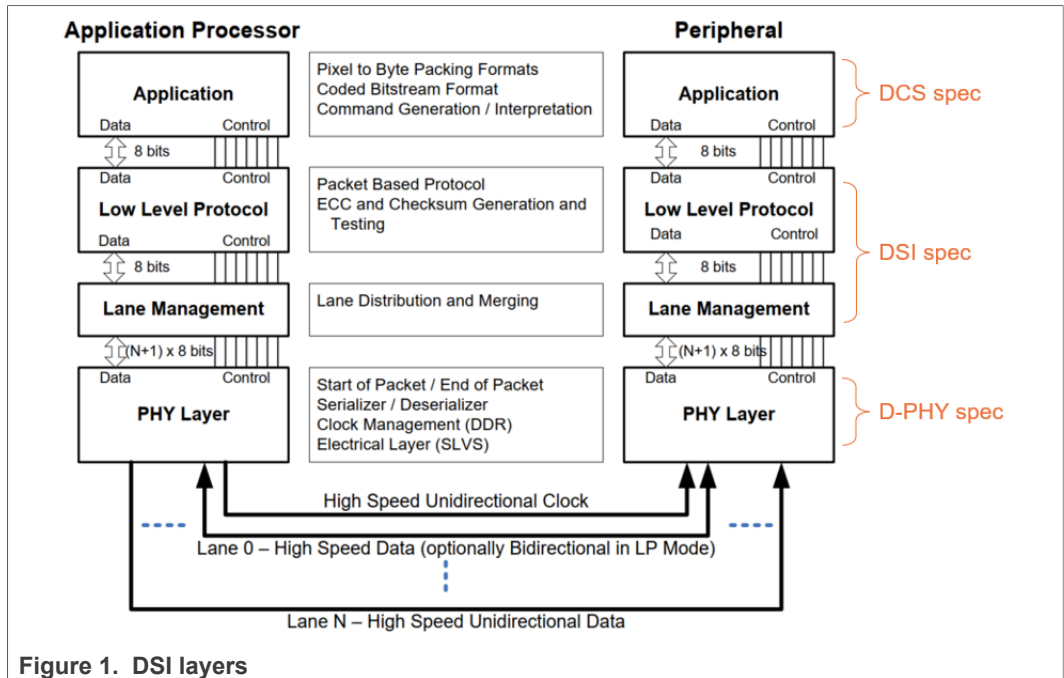 Application Processor
Peripheral
Application
Data Control
8 bits
Data Control
Low Level Protocol
Data Control
8 bits
Lane Management
(N+1) x 8 bits
Data Control
PHY Layer
Pixel to Byte Packing Formats
Coded Bitstream Format
Command Generation / Interpretation
Packet Based Protocol
ECC and Checksum Generation and
Testing
Lane Distribution and Merging
Start of Packet / End of Packet
Serializer / Deserializer
Clock Management (DDR)
Electrical Layer (SLVS)
Application
Data Control
8 bits
Data Control
Low Level Protocol
Data Control
8 bits
Lane Management
(N+1) x 8 bits
Data Control
PHY Layer
DCS spec
DSI spec
D-PHY spec
High Speed Unidirectional Clock
Lane 0 – High Speed Data (optionally Bidirectional in LP Mode)
Lane N – High Speed Unidirectional Data
Figure 1. DSI layers